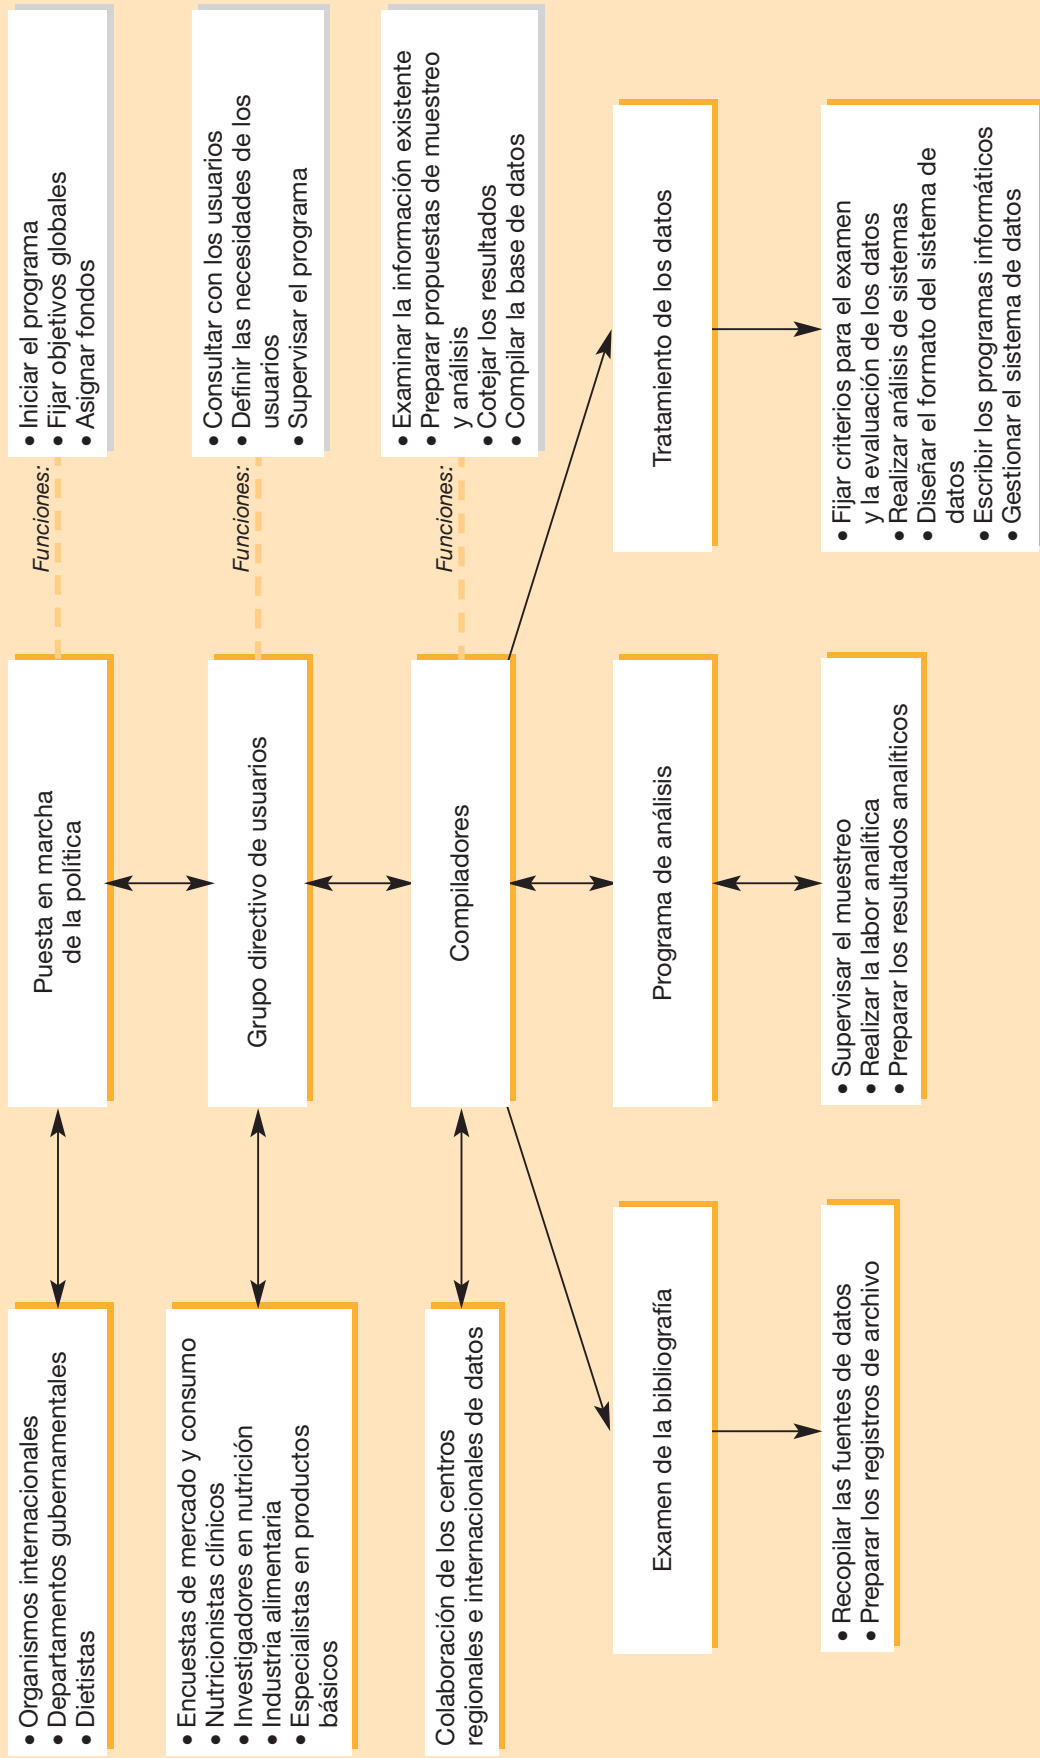 • Organismos internacionales
• Departamentos gubernamentales
• Dietistas
Puesta en marcha
de la política
Funciones:
• Iniciar el programa
• Fijar objetivos globales
• Asignar fondos
• Encuestas de mercado y consumo
• Nutricionistas clínicos
• Investigadores en nutrición
• Industria alimentaria
• Especialistas en productos
básicos
Grupo directivo de usuarios
Funciones:
• Consultar con los usuarios
• Definir las necesidades de los
usuarios
• Supervisar el programa
Colaboración de los centros
regionales e internacionales de datos
Compiladores
Funciones:
• Examinar la información existente
• Preparar propuestas de muestreo
y análisis
• Cotejar los resultados
• Compilar la base de datos
Examen de la bibliografía
Programa de análisis
Tratamiento de los datos
• Recopilar las fuentes de datos
• Preparar los registros de archivo
• Supervisar el muestreo
• Realizar la labor analítica
• Preparar los resultados analíticos
• Fijar criterios para el examen
y la evaluación de los datos
• Realizar análisis de sistemas
• Diseñar el formato del sistema de
datos
• Escribir los programas informáticos
• Gestionar el sistema de datos